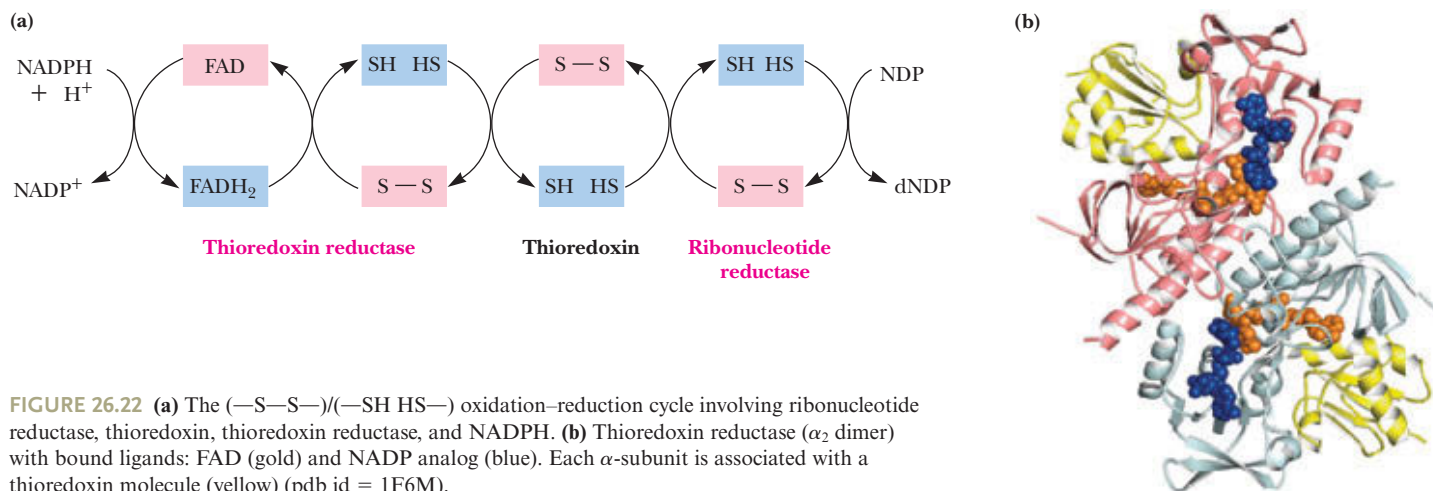 (a)
NADPH
+ H⁺
FAD
SH HS
S—S
SH HS
NDP
NADP⁺
FADH₂
S—S
SH HS
S—S
dNDP
Thioredoxin reductase
Thioredoxin
Ribonucleotide
reductase
FIGURE 26.22 (a) The (—S—S—)/(—SH HS—) oxidation–reduction cycle involving ribonucleotide
reductase, thioredoxin, thioredoxin reductase, and NADPH. (b) Thioredoxin reductase (α₂ dimer)
with bound ligands: FAD (gold) and NADP analog (blue). Each α-subunit is associated with a
thioredoxin molecule (yellow) (pdb id = 1F6M).
(b)